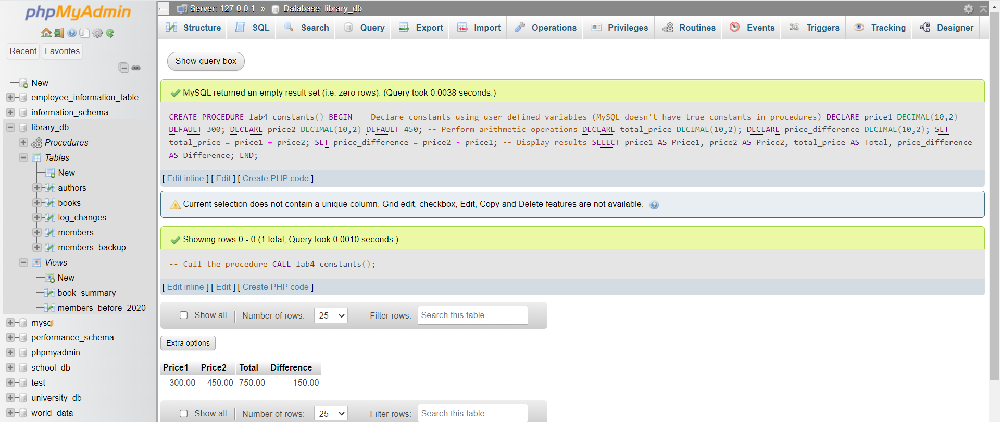 phpMyAdmin
Recent Favorites
New
employee_information_table
information_schema
library_db
Procedures
Tables
New
authors
books
log_changes
members
members_backup
Views
New
book_summary
members_before_2020
mysql
performance_schema
phpmyadmin
school_db
test
university_db
world_data
Server: 127.0.0.1 » Database: library_db
Structure SQL Search Query Export Import Operations Privileges Routines Events Triggers Tracking Designer
Show query box
MySQL returned an empty result set (i.e. zero rows). (Query took 0.0038 seconds.)
CREATE PROCEDURE lab4_constants() BEGIN -- Declare constants using user-defined variables (MySQL doesn't have true constants in procedures) DECLARE price1 DECIMAL(10,2)
DEFAULT 300; DECLARE price2 DECIMAL(10,2) DEFAULT 450; -- Perform arithmetic operations DECLARE total_price DECIMAL(10,2); DECLARE price_difference DECIMAL(10,2); SET
total_price = price1 + price2; SET price_difference = price2 - price1; -- Display results SELECT price1 AS Price1, price2 AS Price2, total_price AS Total, price_difference
AS Difference; END;
[ Edit inline ] [ Edit ] [ Create PHP code ]
Current selection does not contain a unique column. Grid edit, checkbox, Edit, Copy and Delete features are not available.
Showing rows 0 - 0 (1 total, Query took 0.0010 seconds.)
-- Call the procedure CALL lab4_constants();
[ Edit inline ] [ Edit ] [ Create PHP code ]
Show all | Number of rows: 25 Filter rows: Search this table
Extra options
Price1 Price2 Total Difference
300.00 450.00 750.00 150.00
Show all | Number of rows: 25 Filter rows: Search this table